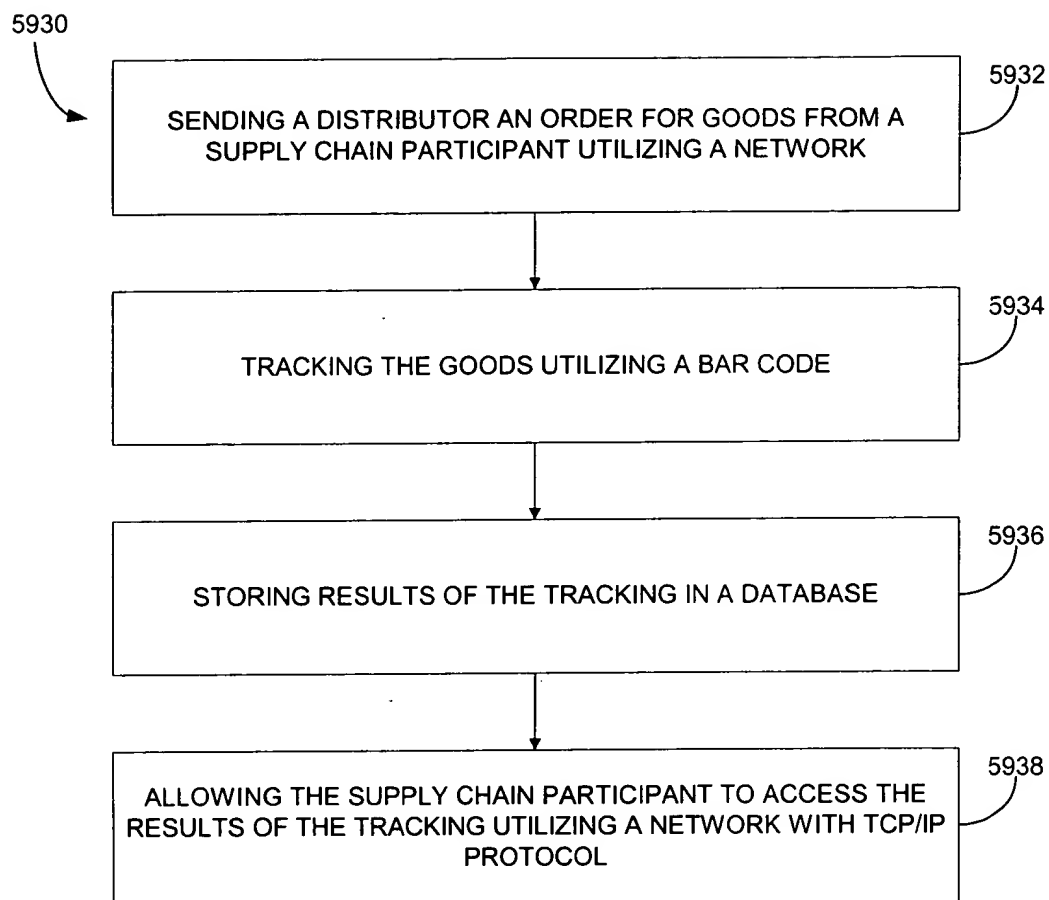 5930
5932
SENDING A DISTRIBUTOR AN ORDER FOR GOODS FROM A
SUPPLY CHAIN PARTICIPANT UTILIZING A NETWORK
5934
TRACKING THE GOODS UTILIZING A BAR CODE
5936
STORING RESULTS OF THE TRACKING IN A DATABASE
5938
ALLOWING THE SUPPLY CHAIN PARTICIPANT TO ACCESS THE
RESULTS OF THE TRACKING UTILIZING A NETWORK WITH TCP/IP
PROTOCOL